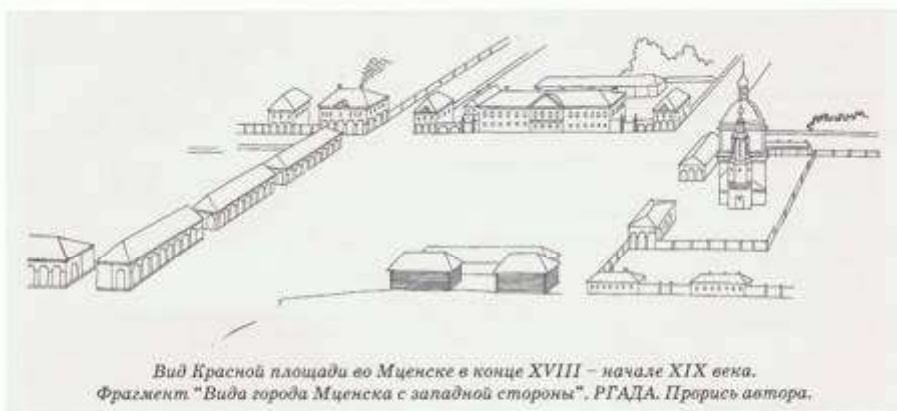 Вид Красной площади во Мценске в конце XVIII – начале XIX века.
Фрагмент "Вида города Мценска с западной стороны". РГАДА. Прорись автора.